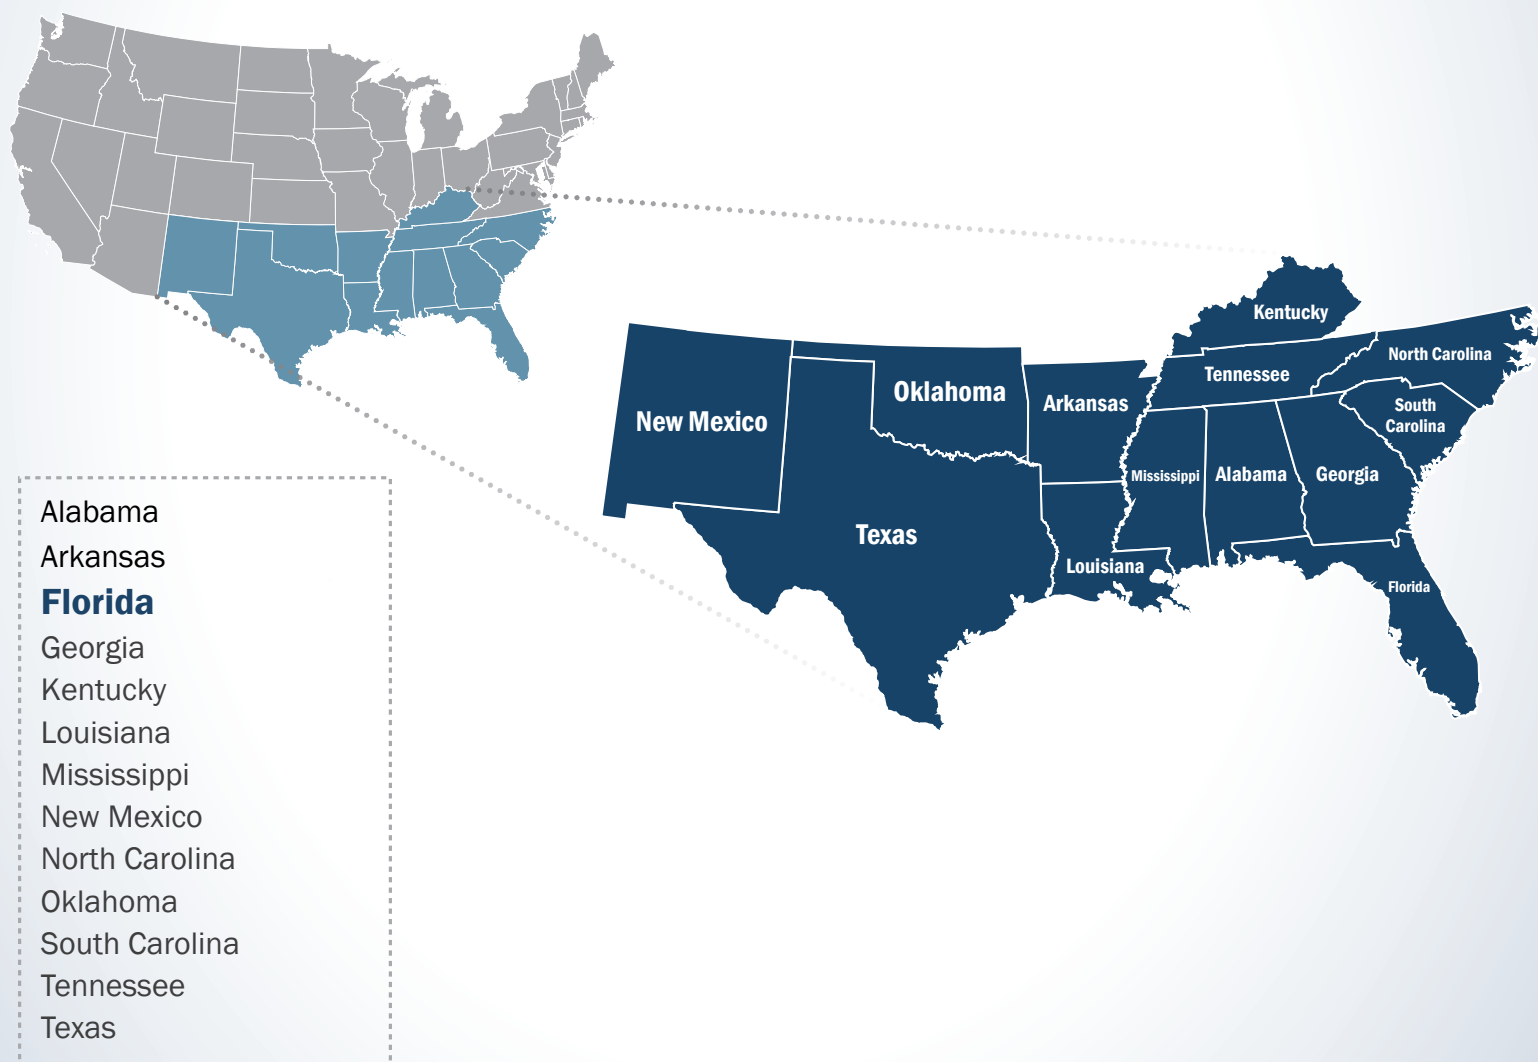 Kentucky
North Carolina
Tennessee
Oklahoma
Arkansas
New Mexico
South
Carolina
Mississippi
Alabama
Georgia
Texas
Louisiana
Florida
Alabama
Arkansas
Florida
Georgia
Kentucky
Louisiana
Mississippi
New Mexico
North Carolina
Oklahoma
South Carolina
Tennessee
Texas